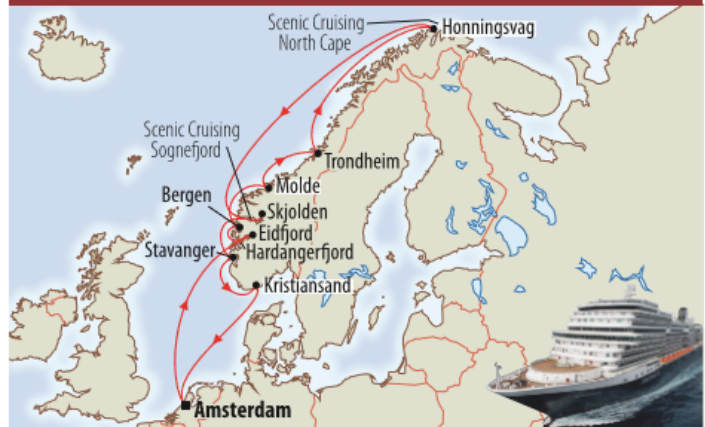 Scenic Cruising
North Cape
Honningsvag
Scenic Cruising
Sognefjord
Trondheim
Molde
Bergen
Skjolden
Eidfjord
Stavanger
Hardangerfjord
Kristiansand
Amsterdam